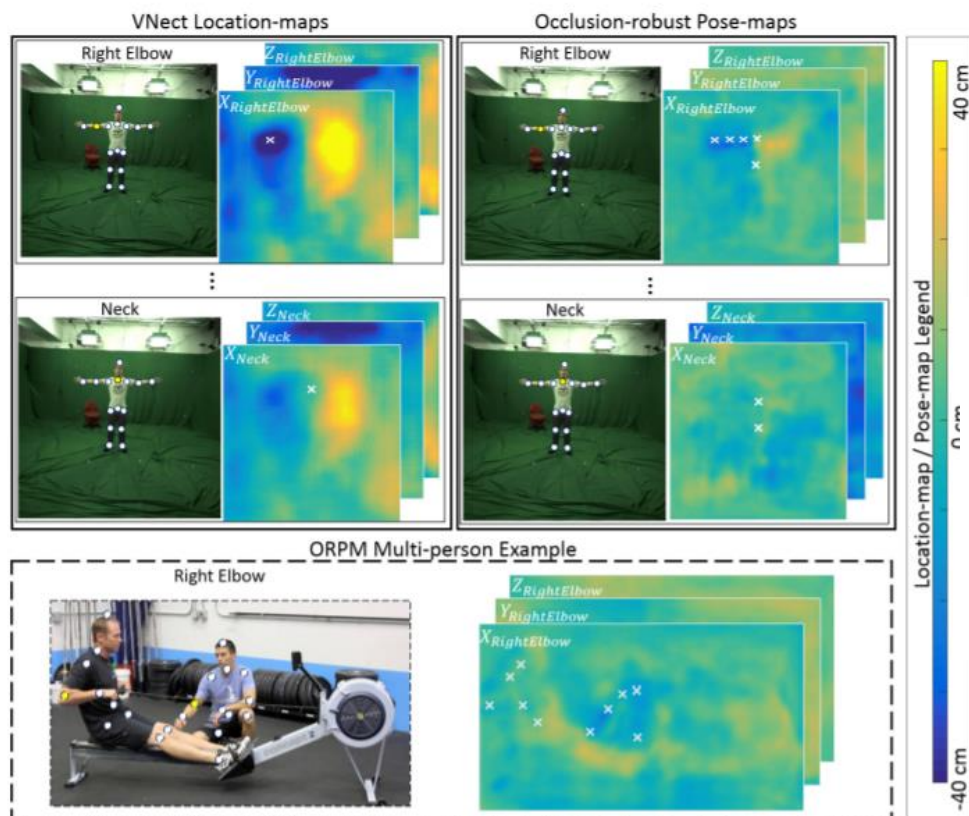 VNect Location-maps
Right Elbow
Z_RightElbow
Y_RightElbow
X_RightElbow
⋮
Neck
Z_Neck
Y_Neck
X_Neck
Occlusion-robust Pose-maps
Right Elbow
Z_RightElbow
Y_RightElbow
X_RightElbow
⋮
Neck
Z_Neck
Y_Neck
X_Neck
ORPM Multi-person Example
Right Elbow
Z_RightElbow
Y_RightElbow
X_RightElbow
40 cm
0 cm
-40 cm
Location-map / Pose-map Legend